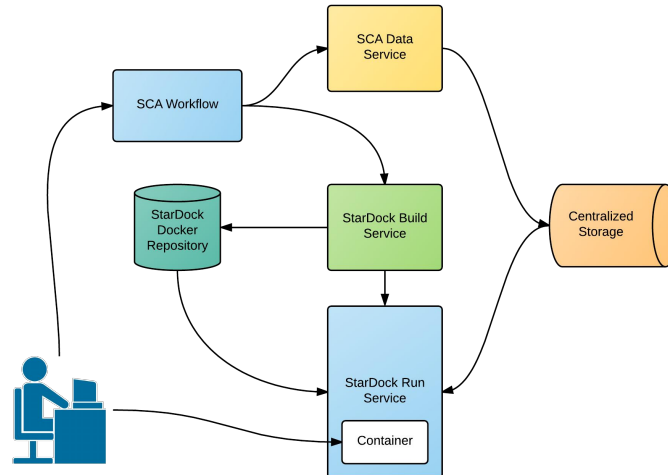 SCA Data
Service
SCA Workflow
StarDock
Docker
Repository
StarDock Build
Service
Centralized
Storage
StarDock Run
Service
Container